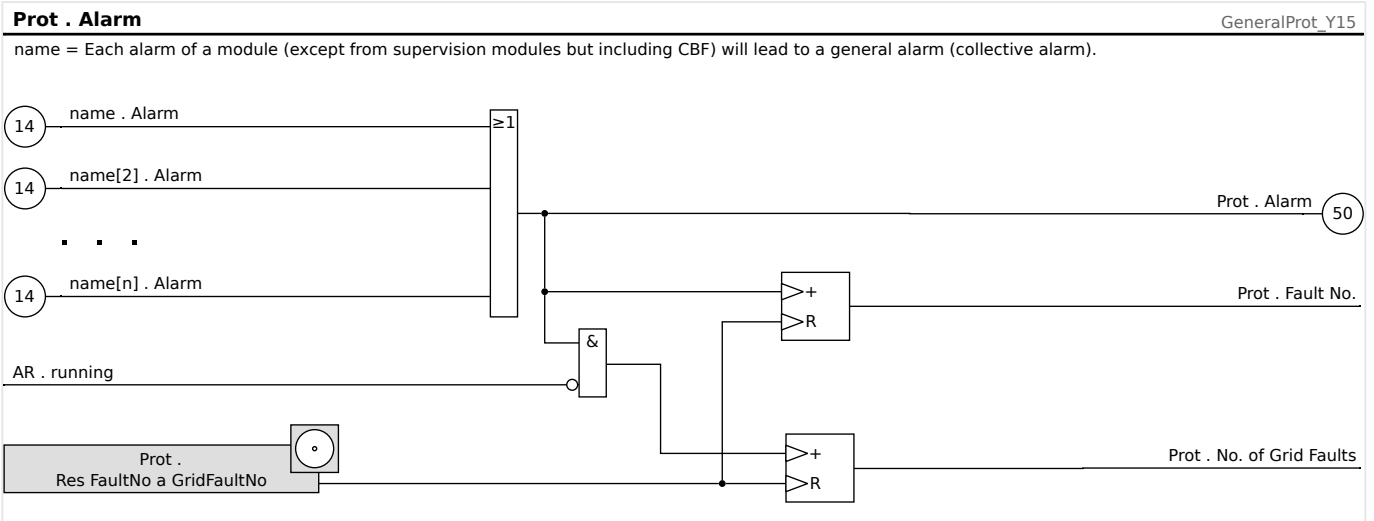 Prot . Alarm
GeneralProt_Y15
name = Each alarm of a module (except from supervision modules but including CBF) will lead to a general alarm (collective alarm).
14
name . Alarm
≥1
14
name[2] . Alarm
Prot . Alarm
50
. . .
14
name[n] . Alarm
+
R
Prot . Fault No.
&
AR . running
Prot .
Res FaultNo a GridFaultNo
+
R
Prot . No. of Grid Faults